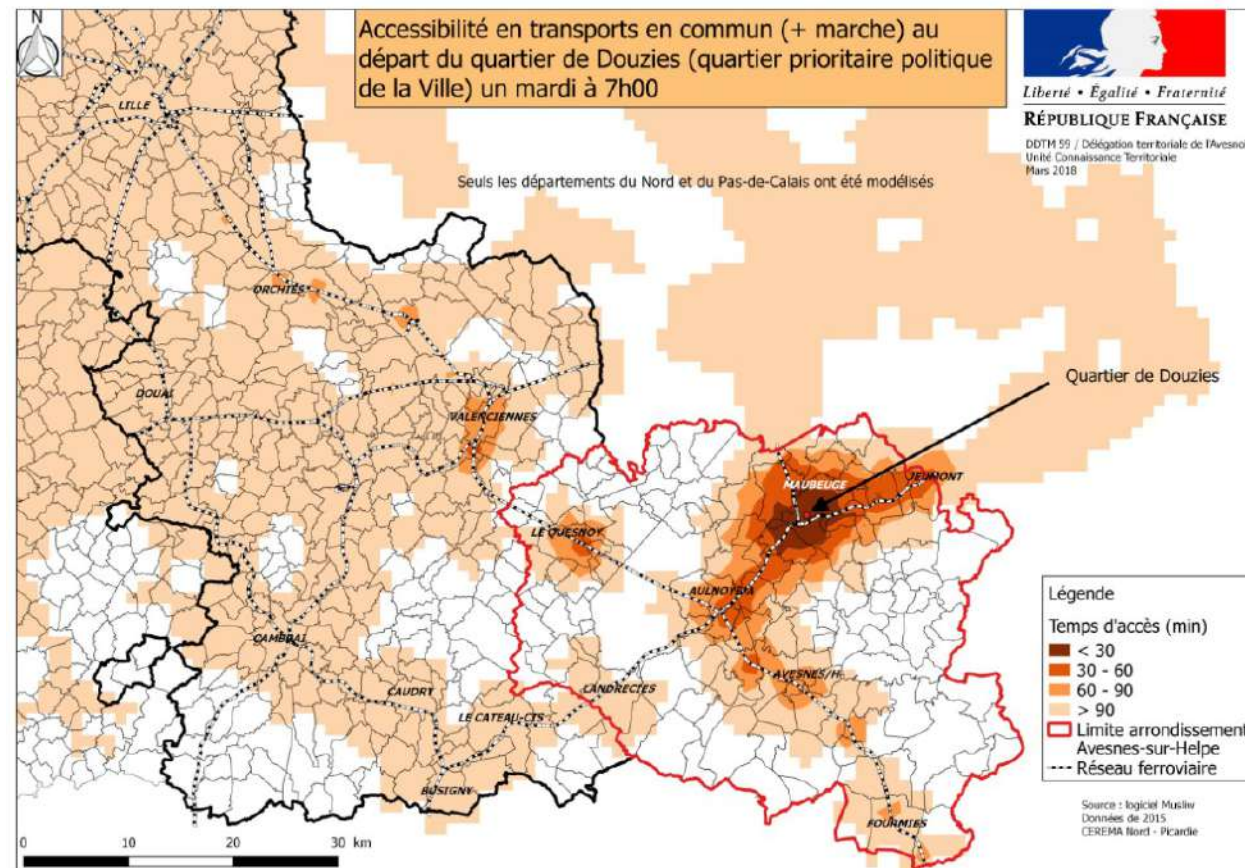 N
Accessibilité en transports en commun (+ marche) au
départ du quartier de Douzies (quartier prioritaire politique
de la Ville) un mardi à 7h00
Liberté • Égalité • Fraternité
RÉPUBLIQUE FRANÇAISE
DDTM 59 / Délégation territoriale de l'Avesnoi
Unité Connaissance Territoriale
Mars 2018
Seuls les départements du Nord et du Pas-de-Calais ont été modélisés
LILLE
ORCHIES
DOUAI
VALENCIENNES
Quartier de Douzies
MAUBEUGE
JEUMONT
LE QUESNOY
AULNOYE/A
CAMBRAI
AVESNES/H.
CAUDRY
LANDRECIES
LE CATEAU-CIS
BUSIGNY
FOURMIES
Légende
Temps d'accès (min)
< 30
30 - 60
60 - 90
> 90
Limite arrondissement
Avesnes-sur-Helpe
Réseau ferroviaire
Source : logiciel Musliw
Données de 2015
CEREMA Nord - Picardie
0 10 20 30 km